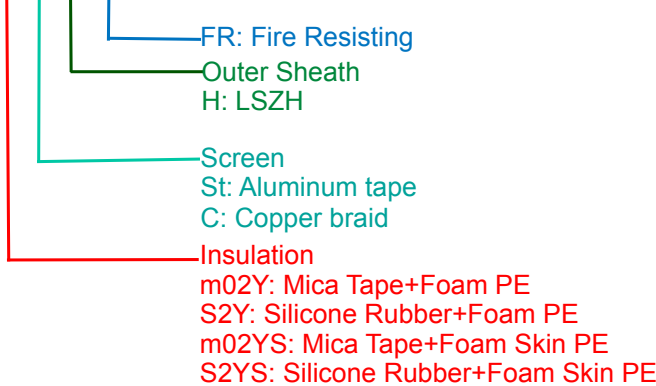 FR: Fire Resisting
Outer Sheath
H: LSZH
Screen
St: Aluminum tape
C: Copper braid
Insulation
m02Y: Mica Tape+Foam PE
S2Y: Silicone Rubber+Foam PE
m02YS: Mica Tape+Foam Skin PE
S2YS: Silicone Rubber+Foam Skin PE